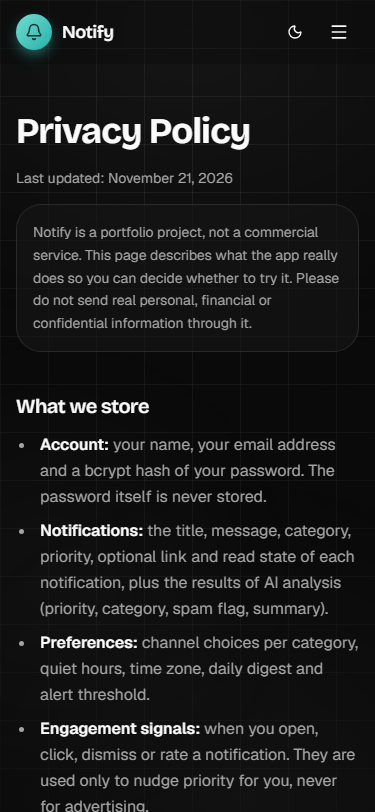 Notify
Privacy Policy
Last updated: November 21, 2026
Notify is a portfolio project, not a commercial
service. This page describes what the app really
does so you can decide whether to try it. Please
do not send real personal, financial or
confidential information through it.
What we store
• Account: your name, your email address
and a bcrypt hash of your password. The
password itself is never stored.
• Notifications: the title, message, category,
priority, optional link and read state of each
notification, plus the results of AI analysis
(priority, category, spam flag, summary).
• Preferences: channel choices per category,
quiet hours, time zone, daily digest and
alert threshold.
• Engagement signals: when you open,
click, dismiss or rate a notification. They are
used only to nudge priority for you, never
for advertising.